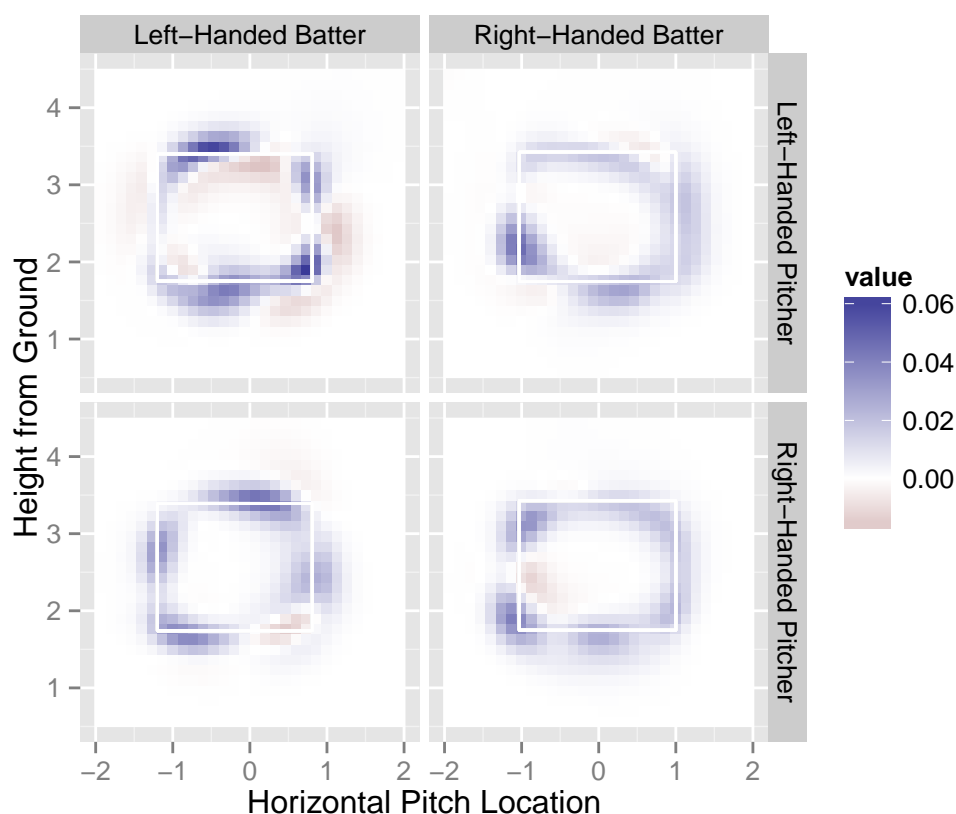 Left−Handed Batter
Right−Handed Batter
Left−Handed Pitcher
Right−Handed Pitcher
Height from Ground
4
3
2
1
4
3
2
1
−2 −1 0 1 2
−2 −1 0 1 2
Horizontal Pitch Location
value
0.06
0.04
0.02
0.00